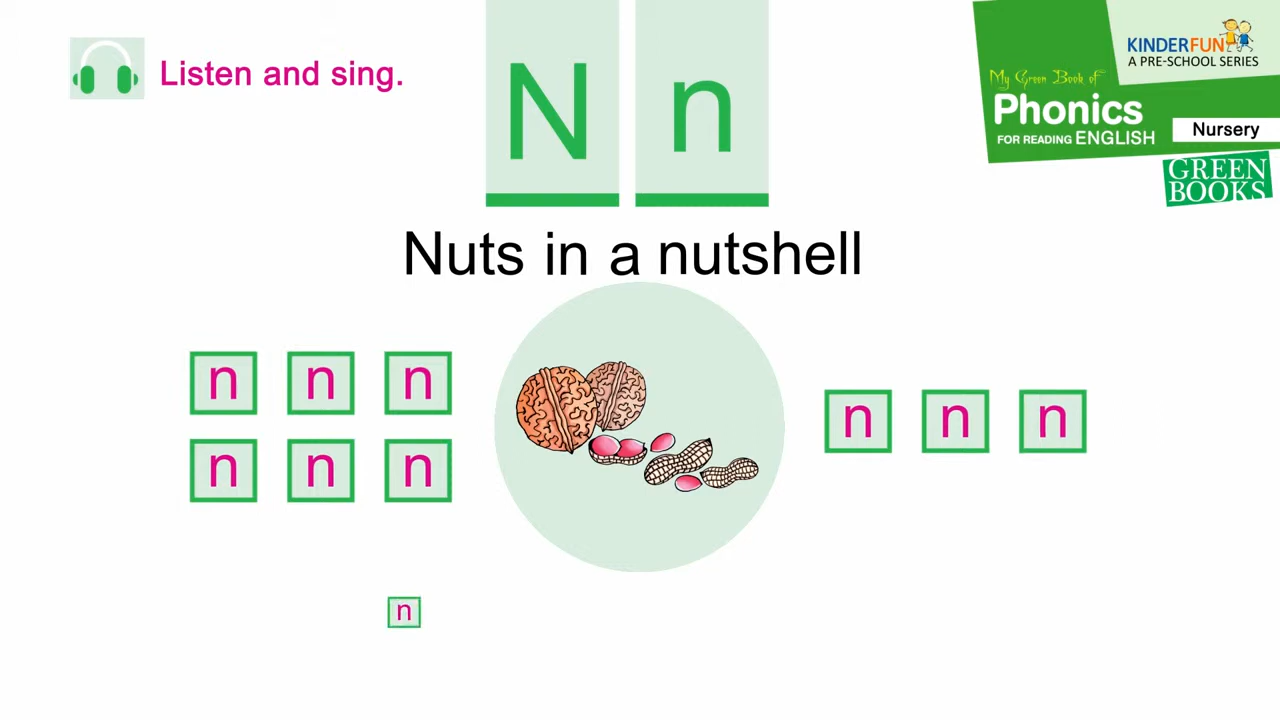 Listen and sing.
N n
KINDERFUN
A PRE-SCHOOL SERIES
My Green Book of
Phonics
FOR READING ENGLISH
Nursery
GREEN
BOOKS
Nuts in a nutshell
n n n
n n n
n n n
n